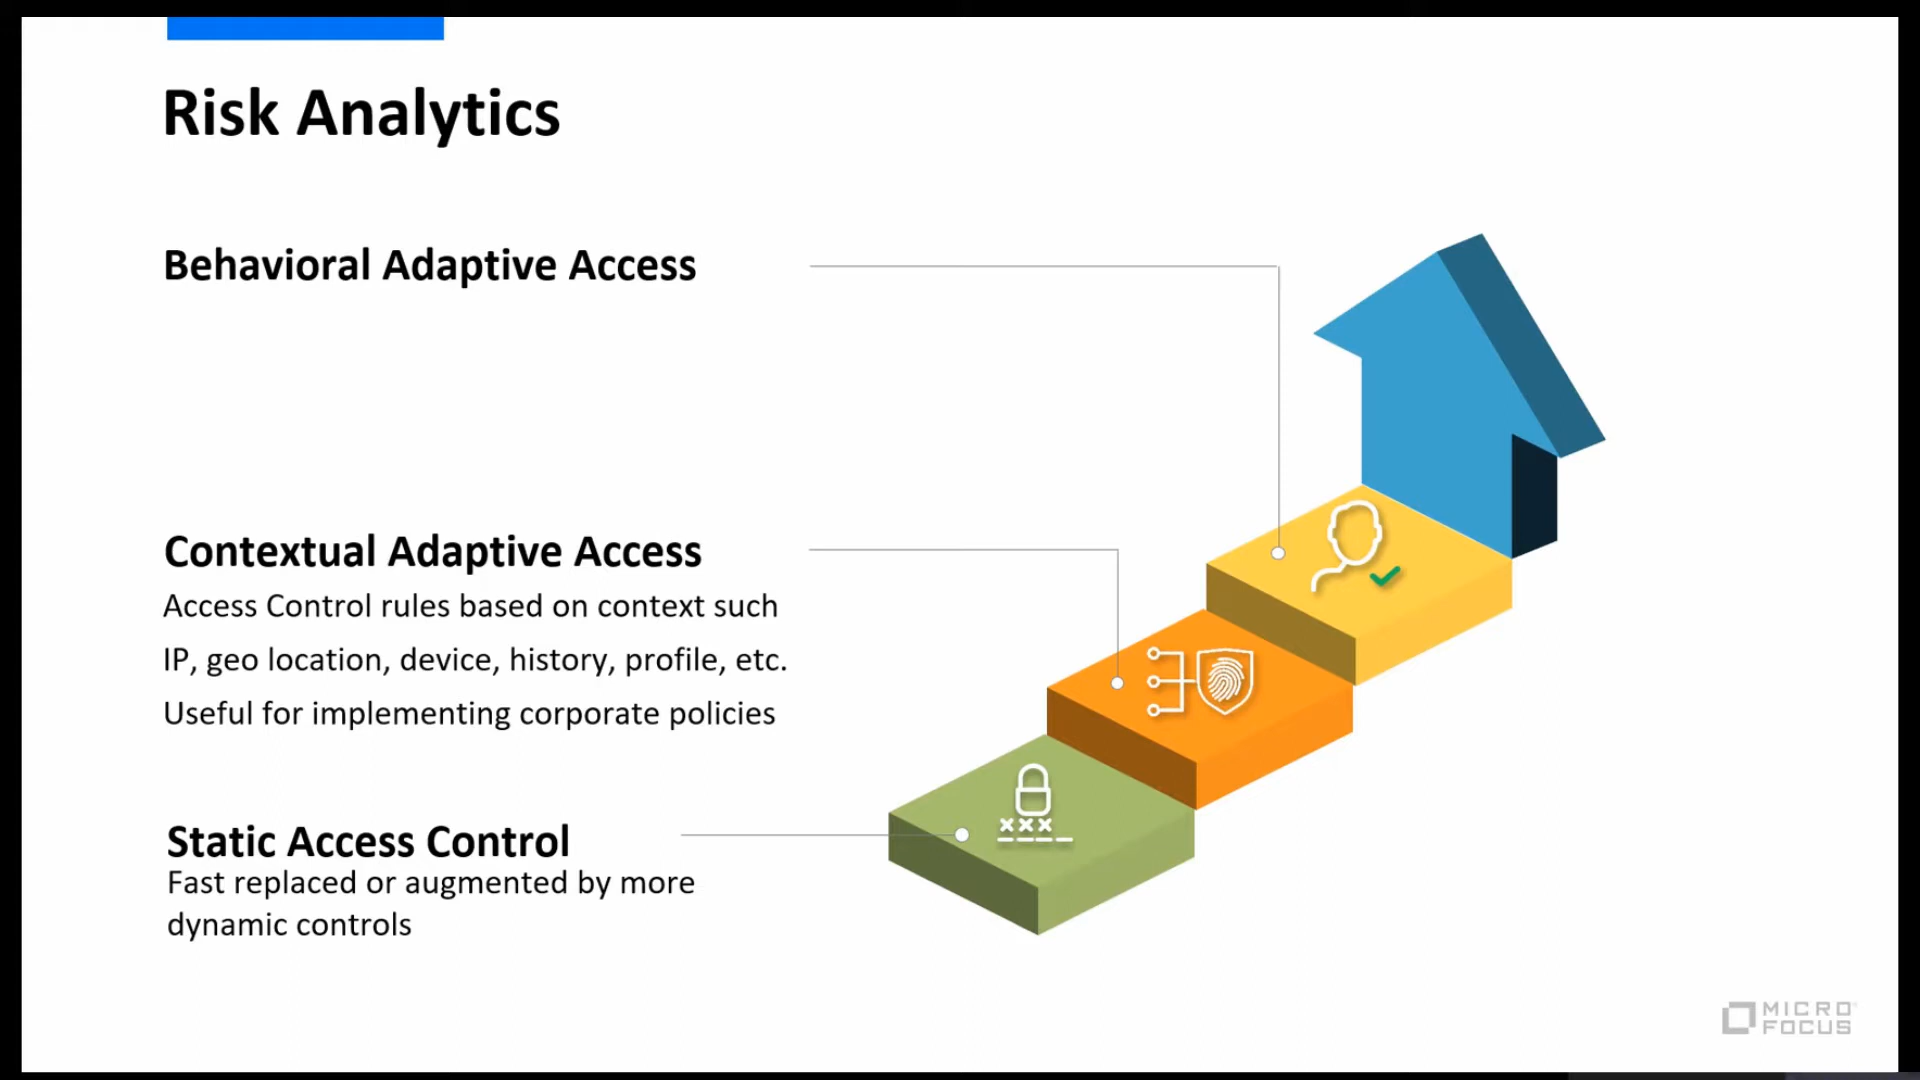 Risk Analytics
Behavioral Adaptive Access
Contextual Adaptive Access
Access Control rules based on context such
IP, geo location, device, history, profile, etc.
Useful for implementing corporate policies
Static Access Control
Fast replaced or augmented by more
dynamic controls
xxx
MICRO
FOCUS